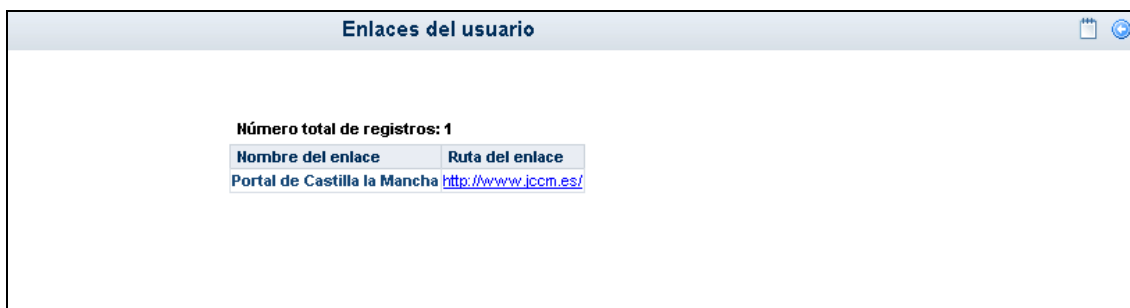 Enlaces del usuario
Número total de registros: 1
Nombre del enlace Ruta del enlace
Portal de Castilla la Mancha http://www.jccm.es/